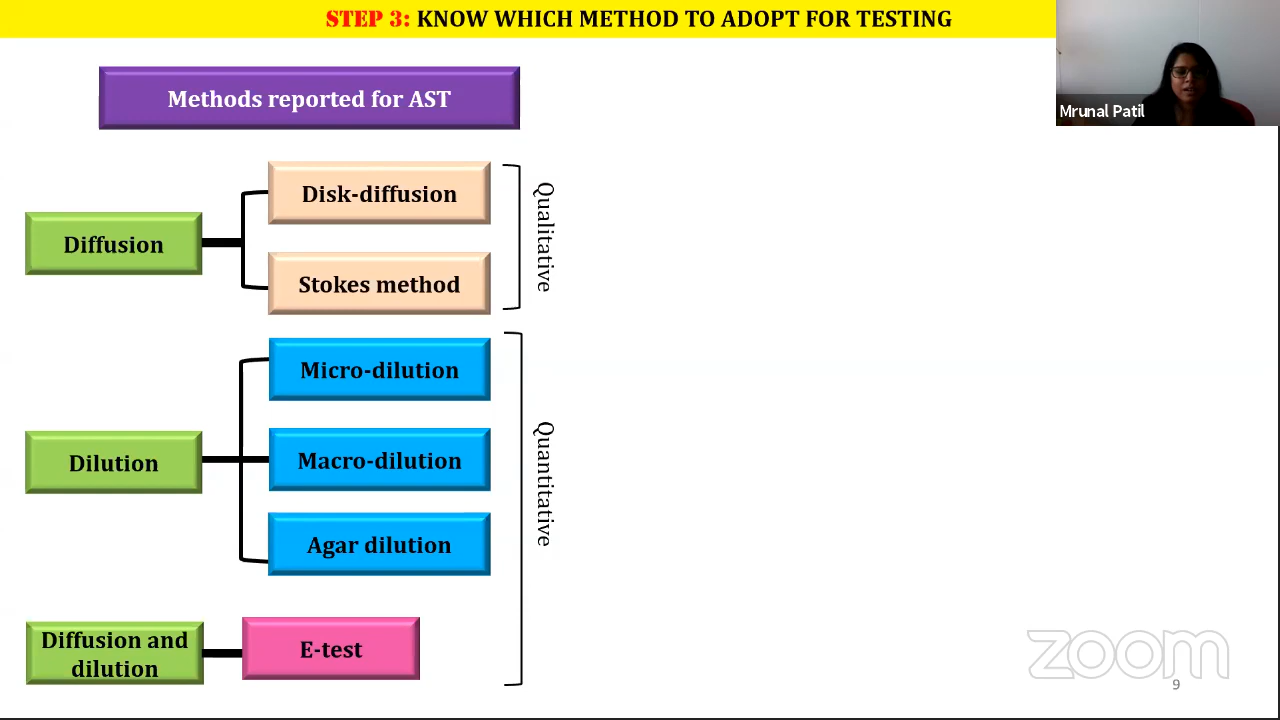 STEP 3: KNOW WHICH METHOD TO ADOPT FOR TESTING
Mrunal Patil
Methods reported for AST
Diffusion
Disk-diffusion
Stokes method
Qualitative
Dilution
Micro-dilution
Macro-dilution
Agar dilution
Quantitative
Diffusion and
dilution
E-test
zoom
9